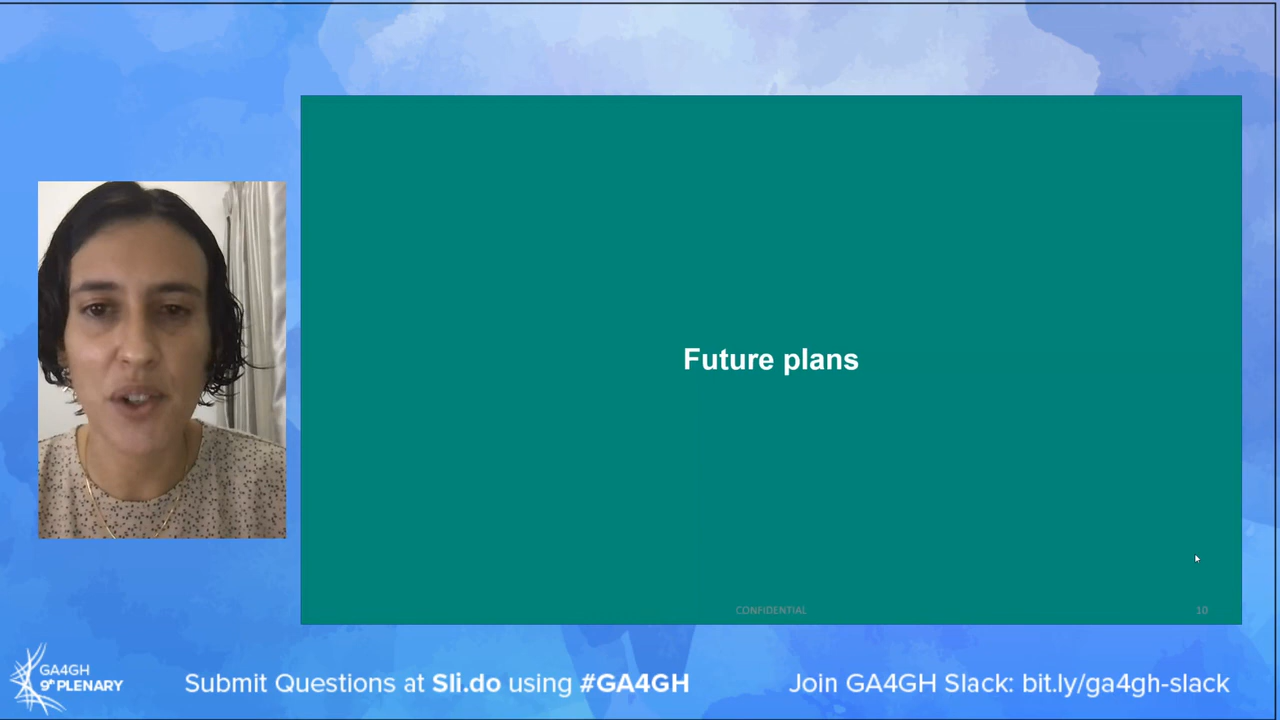 Future plans
CONFIDENTIAL 10
GA4GH
9th PLENARY
Submit Questions at Sli.do using #GA4GH
Join GA4GH Slack: bit.ly/ga4gh-slack